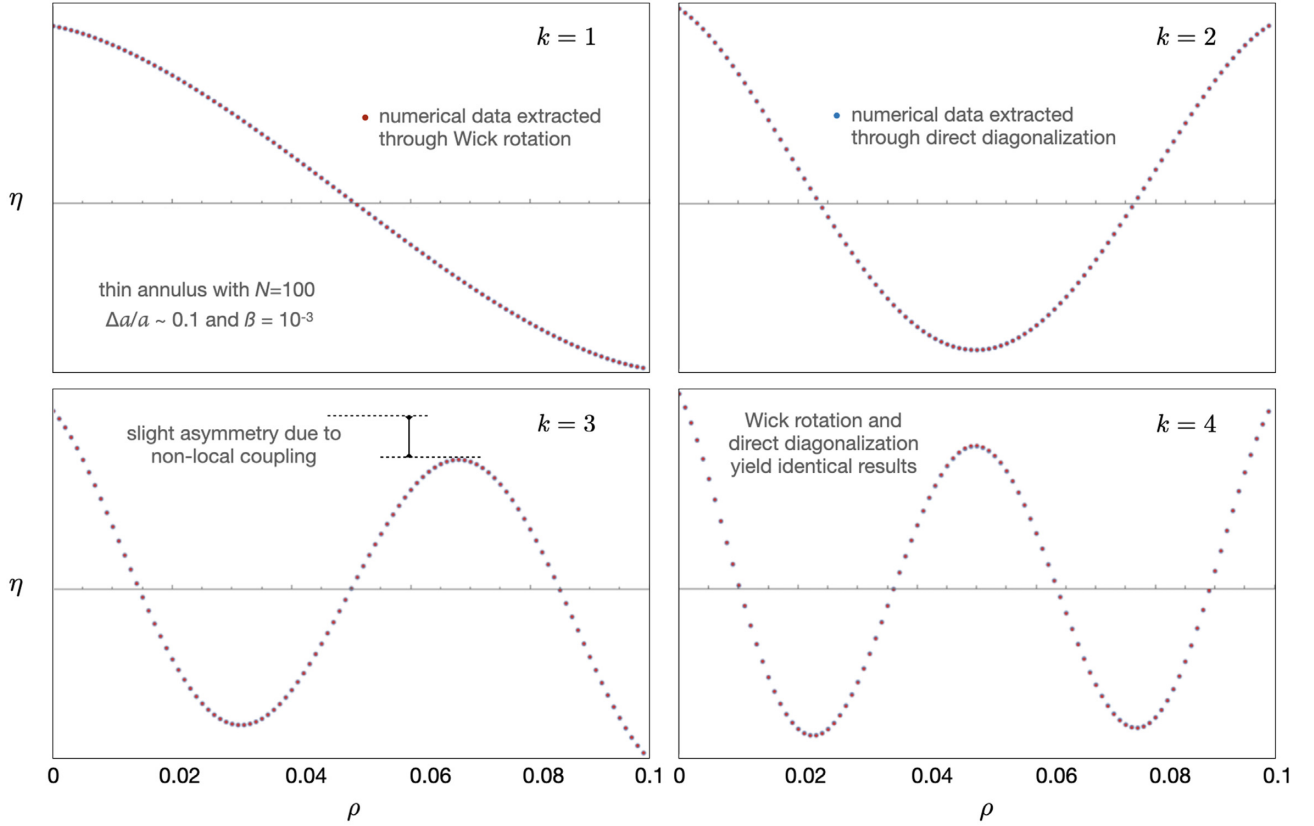 k = 1
• numerical data extracted
through Wick rotation
η
thin annulus with N=100
Δa/a ~ 0.1 and ß = 10⁻³
k = 2
• numerical data extracted
through direct diagonalization
slight asymmetry due to
non-local coupling
k = 3
η
0 0.02 0.04 0.06 0.08 0.1
ρ
Wick rotation and
direct diagonalization
yield identical results
k = 4
0 0.02 0.04 0.06 0.08 0.1
ρ